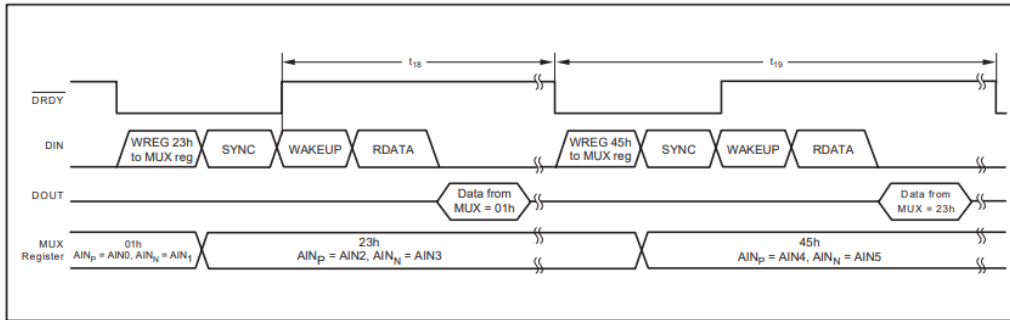 t18
t19
DRDY
DIN
WREG 23h
to MUX reg
SYNC
WAKEUP
RDATA
WREG 45h
to MUX reg
SYNC
WAKEUP
RDATA
DOUT
Data from
MUX = 01h
Data from
MUX = 23h
MUX
Register
01h
AINP = AIN0, AINN = AIN1
23h
AINP = AIN2, AINN = AIN3
45h
AINP = AIN4, AINN = AIN5